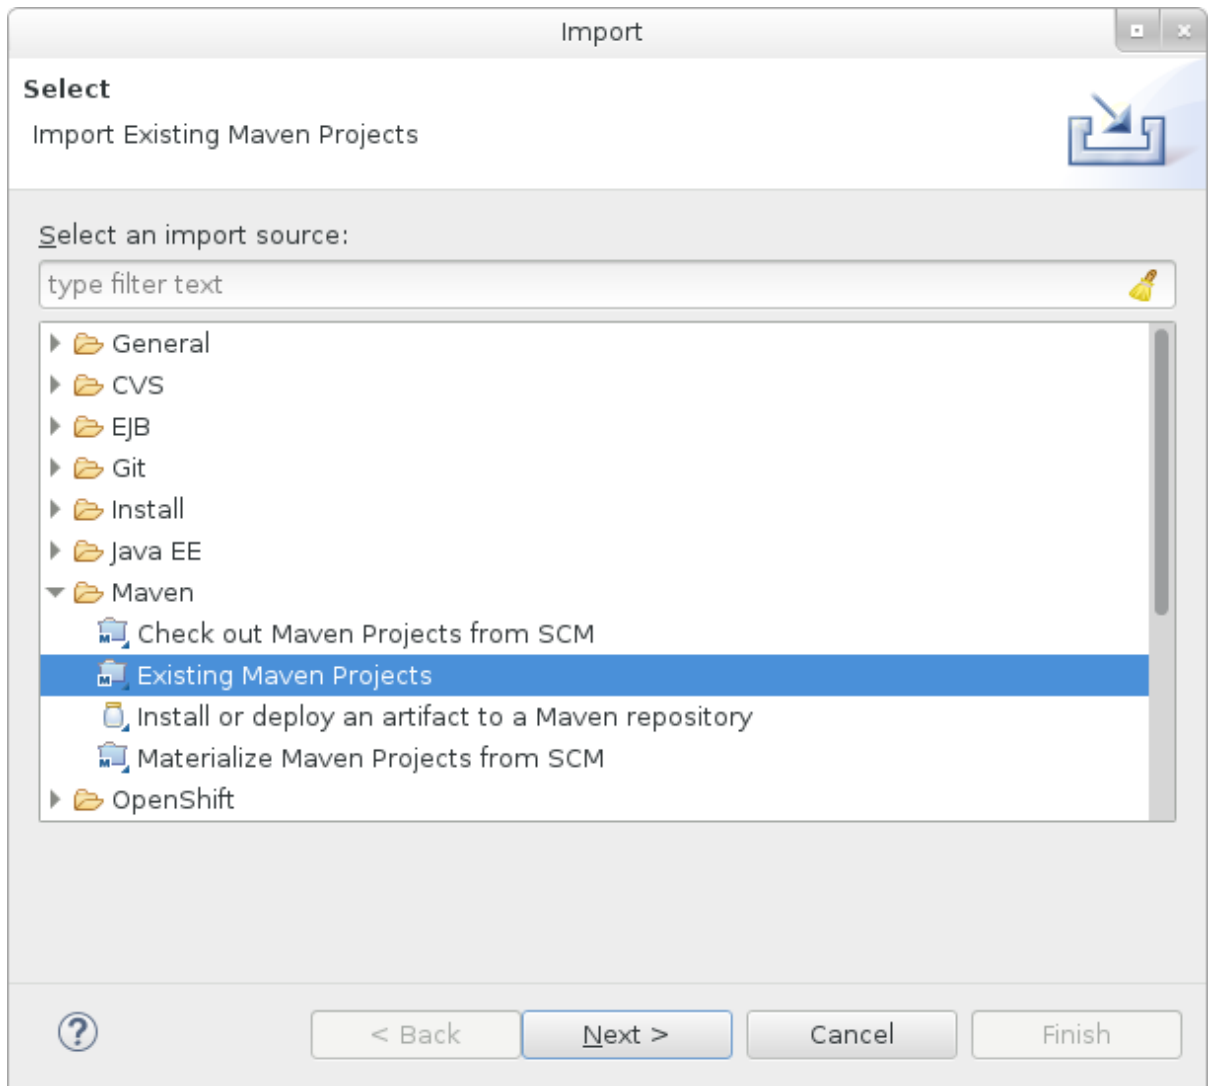 Import
Select
Import Existing Maven Projects
Select an import source:
type filter text
General
CVS
EJB
Git
Install
Java EE
Maven
Check out Maven Projects from SCM
Existing Maven Projects
Install or deploy an artifact to a Maven repository
Materialize Maven Projects from SCM
OpenShift
? < Back Next > Cancel Finish